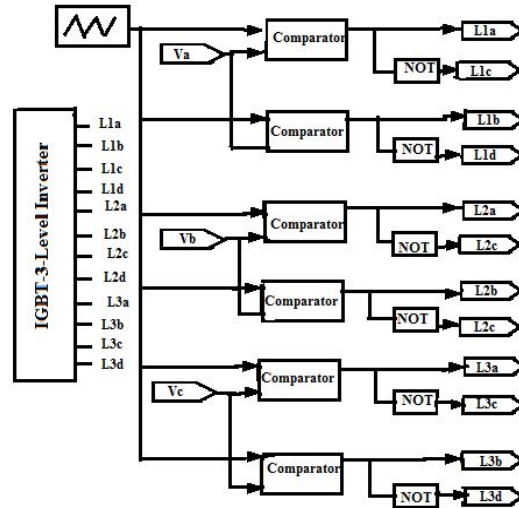 Va
Comparator
L1a
NOT
L1c
Comparator
L1b
NOT
L1d
IGBT-3-Level Inverter
L1a
L1b
L1c
L1d
L2a
L2b
L2c
L2d
L3a
L3b
L3c
L3d
Vb
Comparator
L2a
NOT
L2c
Comparator
L2b
NOT
L2c
Vc
Comparator
L3a
NOT
L3c
Comparator
L3b
NOT
L3d